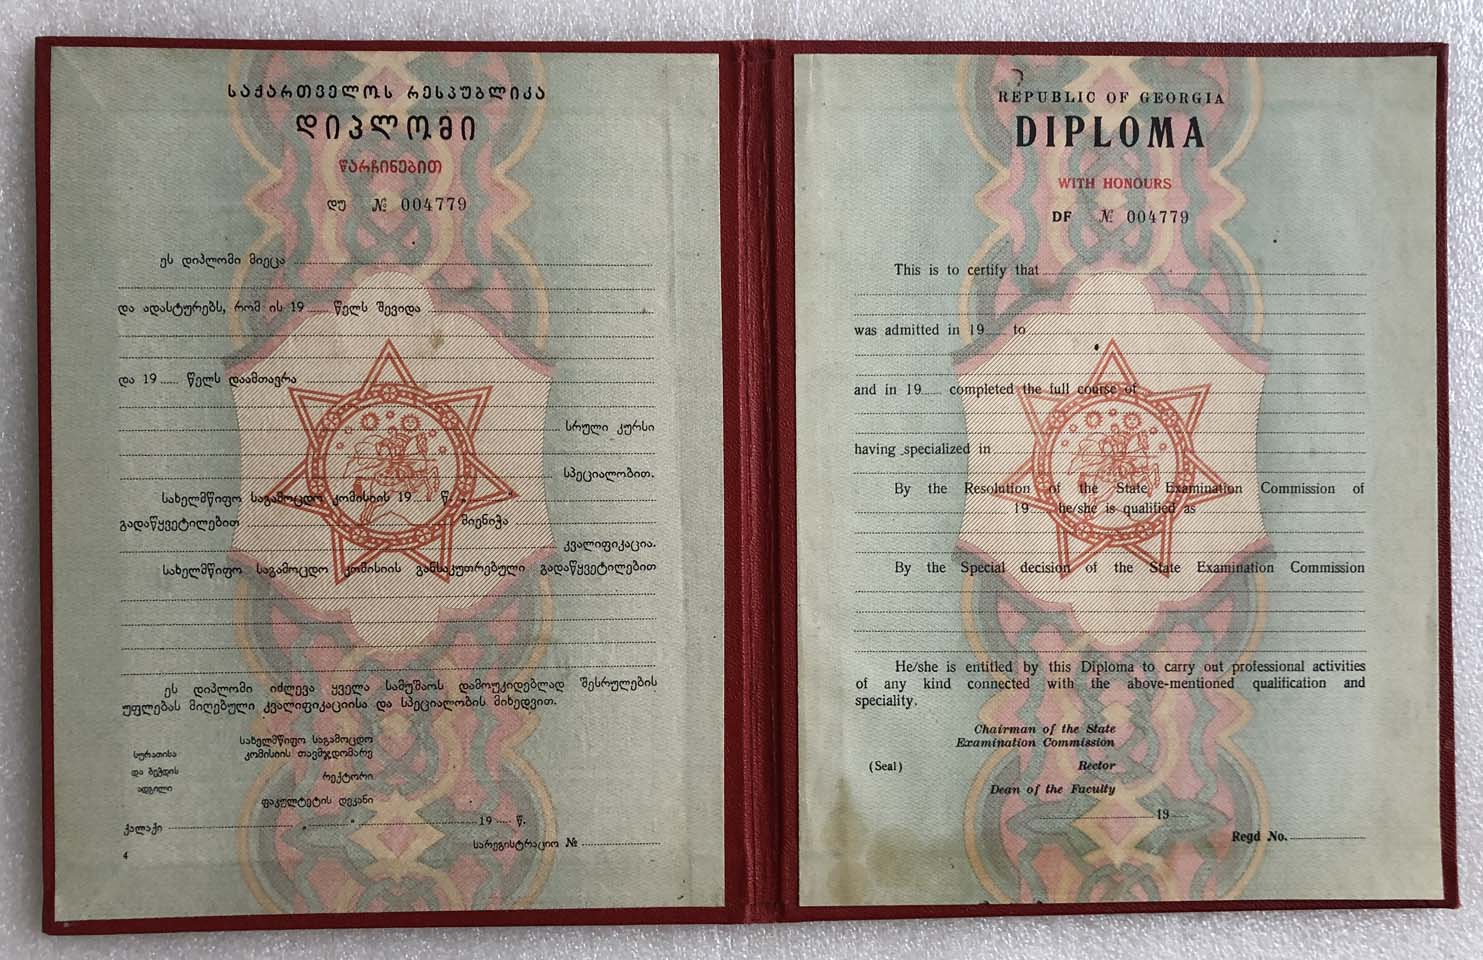 საქართველოს რესპუბლიკა
დიპლომი
წარჩინებით
დუ № 004779
ეს დიპლომი მიეცა
და ადასტურებს, რომ ის 19 წელს შევიდა
და 19 წელს დაამთავრა
სრული კურსი
სპეციალობით.
სახელმწიფო საგამოცდო კომისიის 19 წ. „ “
გადაწყვეტილებით მიენიჭა
კვალიფიკაცია.
სახელმწიფო საგამოცდო კომისიის განსაკუთრებული გადაწყვეტილებით
ეს დიპლომი იძლევა ყველა სამუშაოს დამოუკიდებლად შესრულების
უფლებას მიღებული კვალიფიკაციისა და სპეციალობის მიხედვით.
სახელმწიფო საგამოცდო
კომისიის თავმჯდომარე
სურათისა
და ბეჭდის
ადგილი
რექტორი
ფაკულტეტის დეკანი
ქალაქი „ “ 19 წ.
სარეგისტრაციო №
4
REPUBLIC OF GEORGIA
DIPLOMA
WITH HONOURS
DF № 004779
This is to certify that
was admitted in 19 to
and in 19 completed the full course of
having specialized in
By the Resolution of the State Examination Commission of
19 he/she is qualified as
By the Special decision of the State Examination Commission
He/she is entitled by this Diploma to carry out professional activities
of any kind connected with the above-mentioned qualification and
speciality.
Chairman of the State
Examination Commission
(Seal) Rector
Dean of the Faculty
19
Regd No.